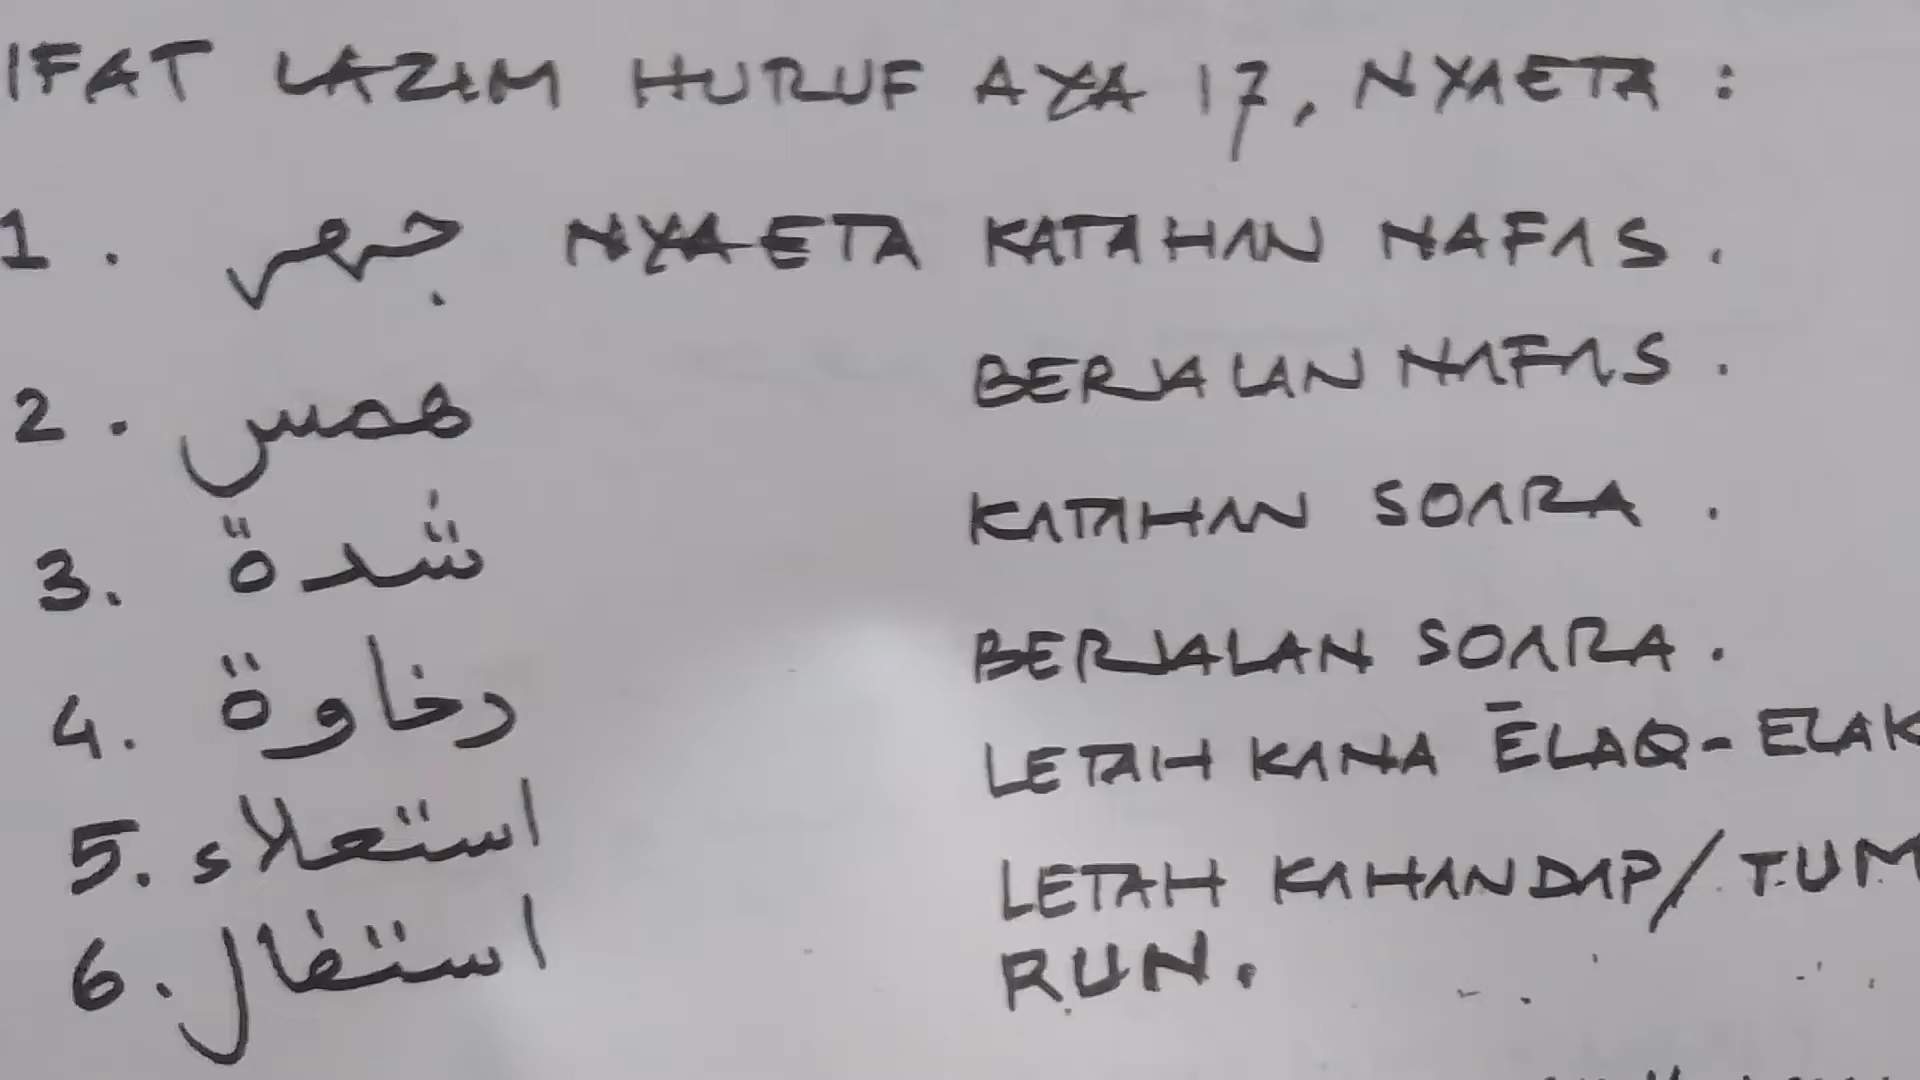 IFAT LAZIM HURUF AYA 17, NYAETA :
1. جهر NYAETA KATAHAN NAFAS.
2. همس BERJALAN NAFAS.
3. شدة KATAHAN SOARA.
4. رخاوة BERJALAN SOARA.
5. استعلاء LETAH KANA ĒLAQ-ELAK
6. استفال LETAH KAHANDAP/TUM
RUN.